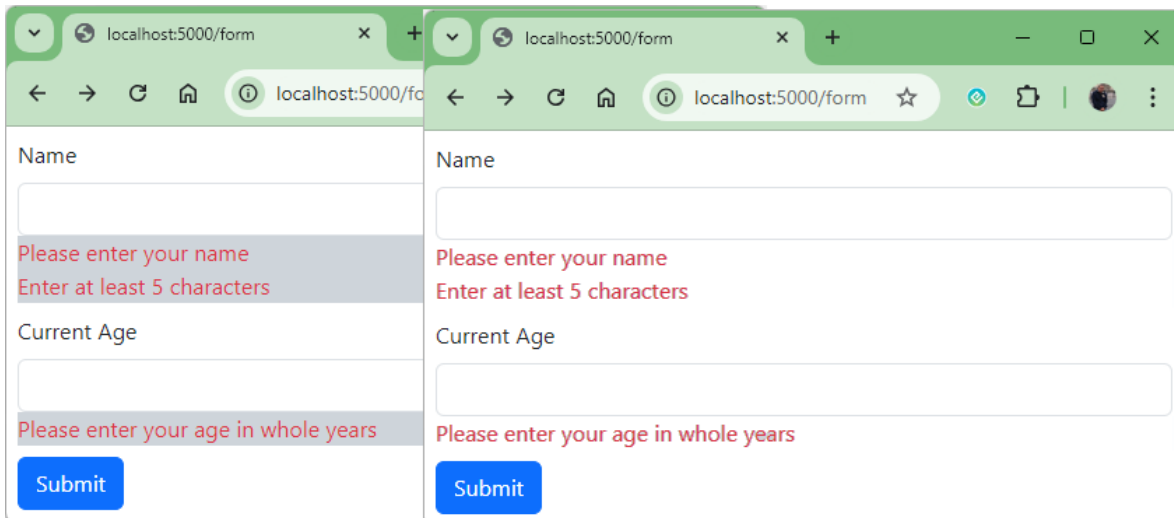 localhost:5000/form
localhost:5000/fo
Name
Please enter your name
Enter at least 5 characters
Current Age
Please enter your age in whole years
Submit
localhost:5000/form
localhost:5000/form
Name
Please enter your name
Enter at least 5 characters
Current Age
Please enter your age in whole years
Submit